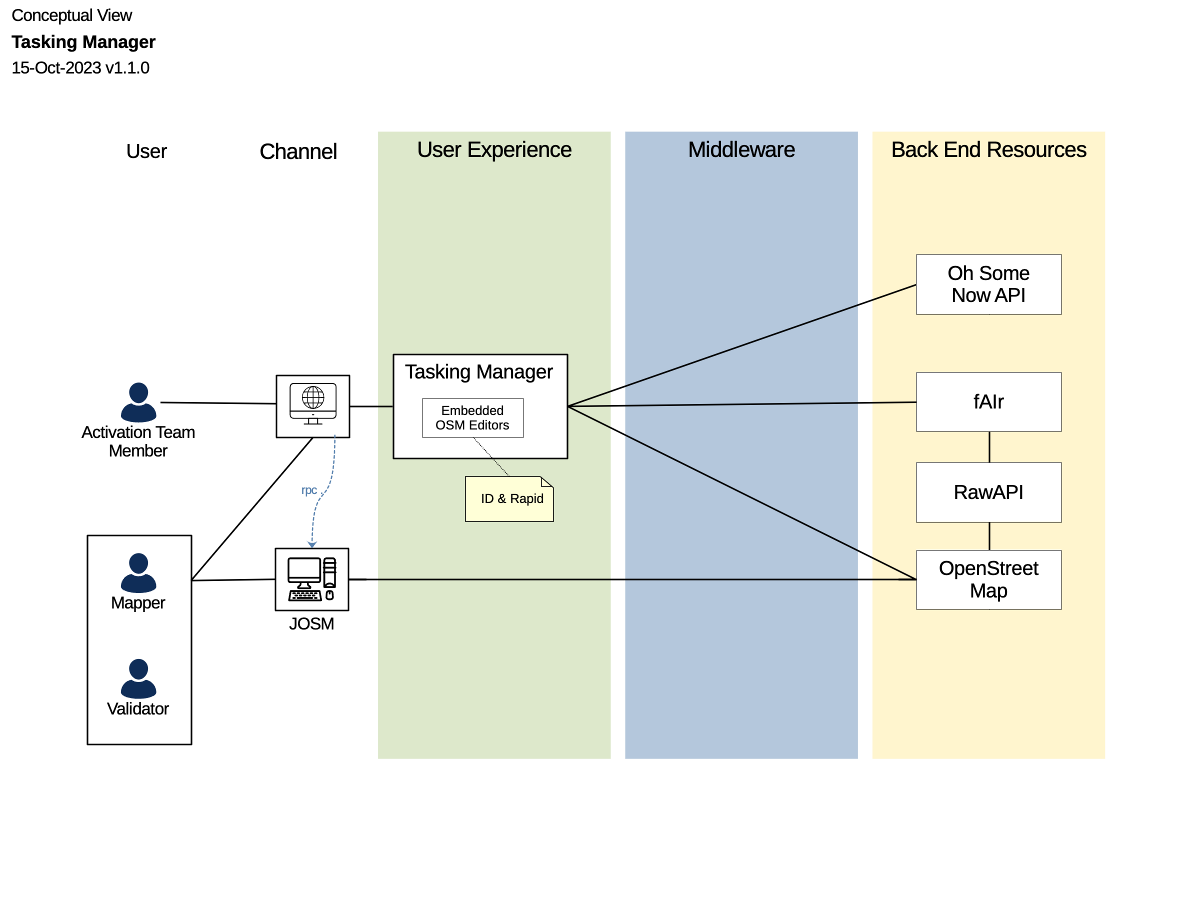 Conceptual View
Tasking Manager
15-Oct-2023 v1.1.0
User
Channel
User Experience
Middleware
Back End Resources
Oh Some
Now API
Tasking Manager
Embedded
OSM Editors
fAIr
Activation Team
Member
ID & Rapid
rpc
RawAPI
OpenStreet
Map
Mapper
JOSM
Validator